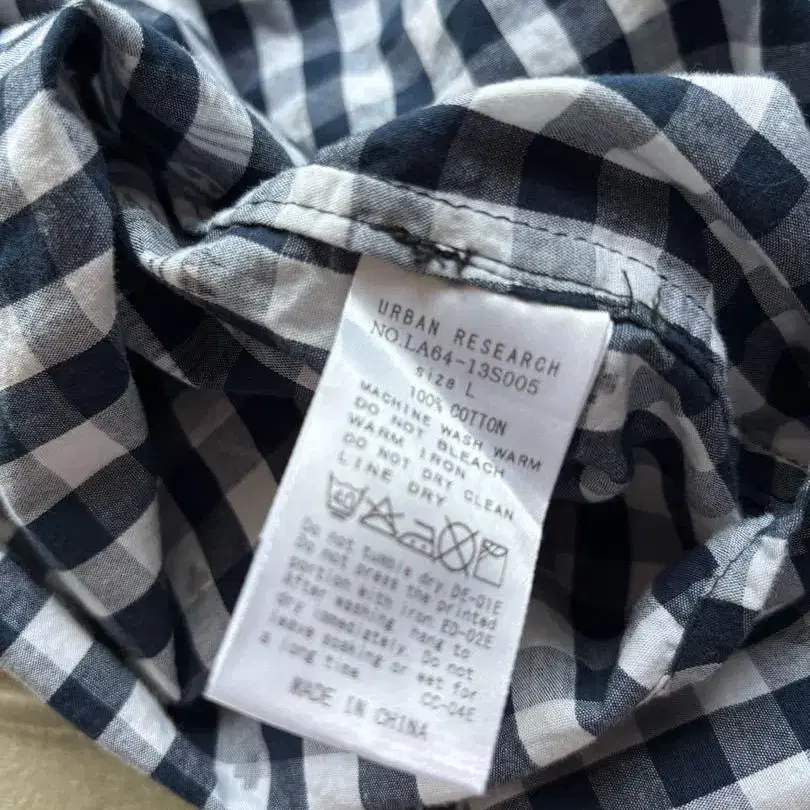 URBAN RESEARCH
NO.LA64-13S005
size L
100% COTTON
MACHINE WASH WARM
DO NOT BLEACH
WARM IRON
DO NOT DRY CLEAN
LINE DRY
40
Do not tumble dry DE-01E
Do not press the printed
portion with iron ED-02E
After washing hang to
dry immediately. Do not
leave soaking or wet for
a long time CC-04E
MADE IN CHINA